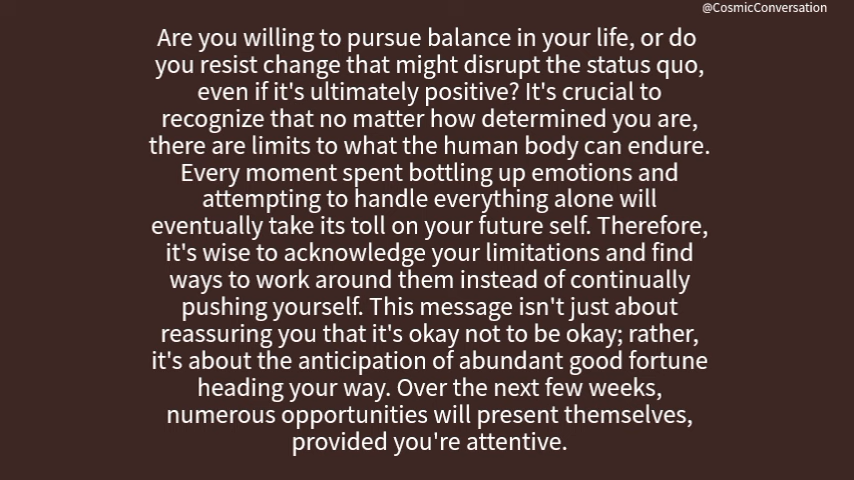 @CosmicConversation
Are you willing to pursue balance in your life, or do
you resist change that might disrupt the status quo,
even if it's ultimately positive? It's crucial to
recognize that no matter how determined you are,
there are limits to what the human body can endure.
Every moment spent bottling up emotions and
attempting to handle everything alone will
eventually take its toll on your future self. Therefore,
it's wise to acknowledge your limitations and find
ways to work around them instead of continually
pushing yourself. This message isn't just about
reassuring you that it's okay not to be okay; rather,
it's about the anticipation of abundant good fortune
heading your way. Over the next few weeks,
numerous opportunities will present themselves,
provided you're attentive.